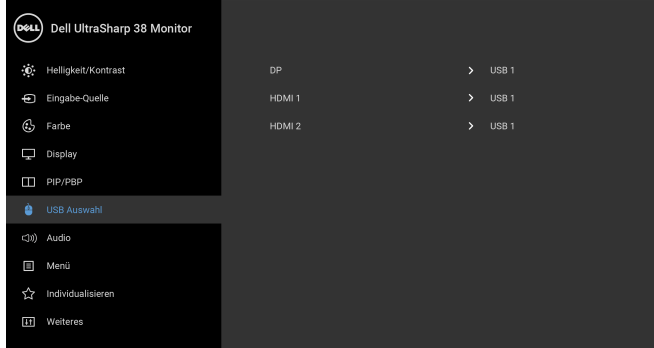 DELL Dell UltraSharp 38 Monitor
Helligkeit/Kontrast DP USB 1
Eingabe-Quelle HDMI 1 USB 1
Farbe HDMI 2 USB 1
Display
PIP/PBP
USB Auswahl
Audio
Menü
Individualisieren
Weiteres